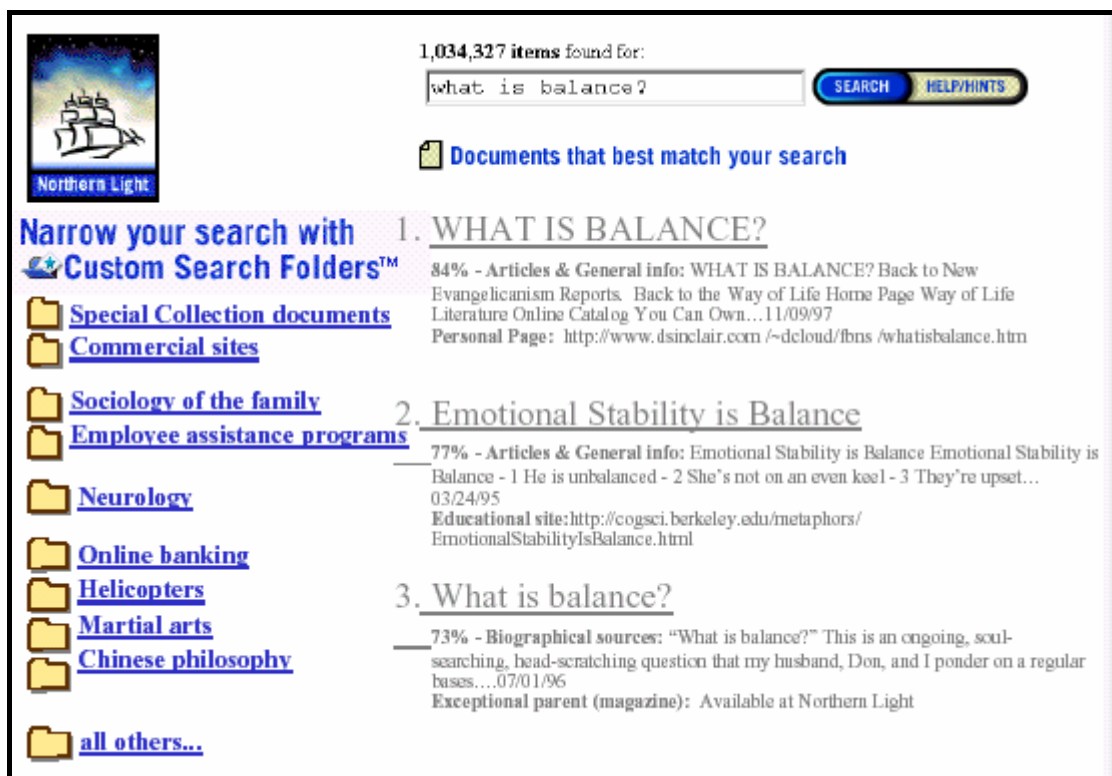 Northern Light
1,034,327 items found for:
what is balance?
SEARCH HELP/HINTS
Documents that best match your search
Narrow your search with
Custom Search Folders™
Special Collection documents
Commercial sites
Sociology of the family
Employee assistance programs
Neurology
Online banking
Helicopters
Martial arts
Chinese philosophy
all others...
1. WHAT IS BALANCE?
84% - Articles & General info: WHAT IS BALANCE? Back to New
Evangelicanism Reports. Back to the Way of Life Home Page Way of Life
Literature Online Catalog You Can Own…11/09/97
Personal Page: http://www.dsinclair.com /~dcloud/fbns /whatisbalance.htm
2. Emotional Stability is Balance
77% - Articles & General info: Emotional Stability is Balance Emotional Stability is
Balance - 1 He is unbalanced - 2 She's not on an even keel - 3 They're upset…
03/24/95
Educational site:http://cogsci.berkeley.edu/metaphors/
EmotionalStabilityIsBalance.html
3. What is balance?
73% - Biographical sources: “What is balance?” This is an ongoing, soul-
searching, head-scratching question that my husband, Don, and I ponder on a regular
bases….07/01/96
Exceptional parent (magazine): Available at Northern Light